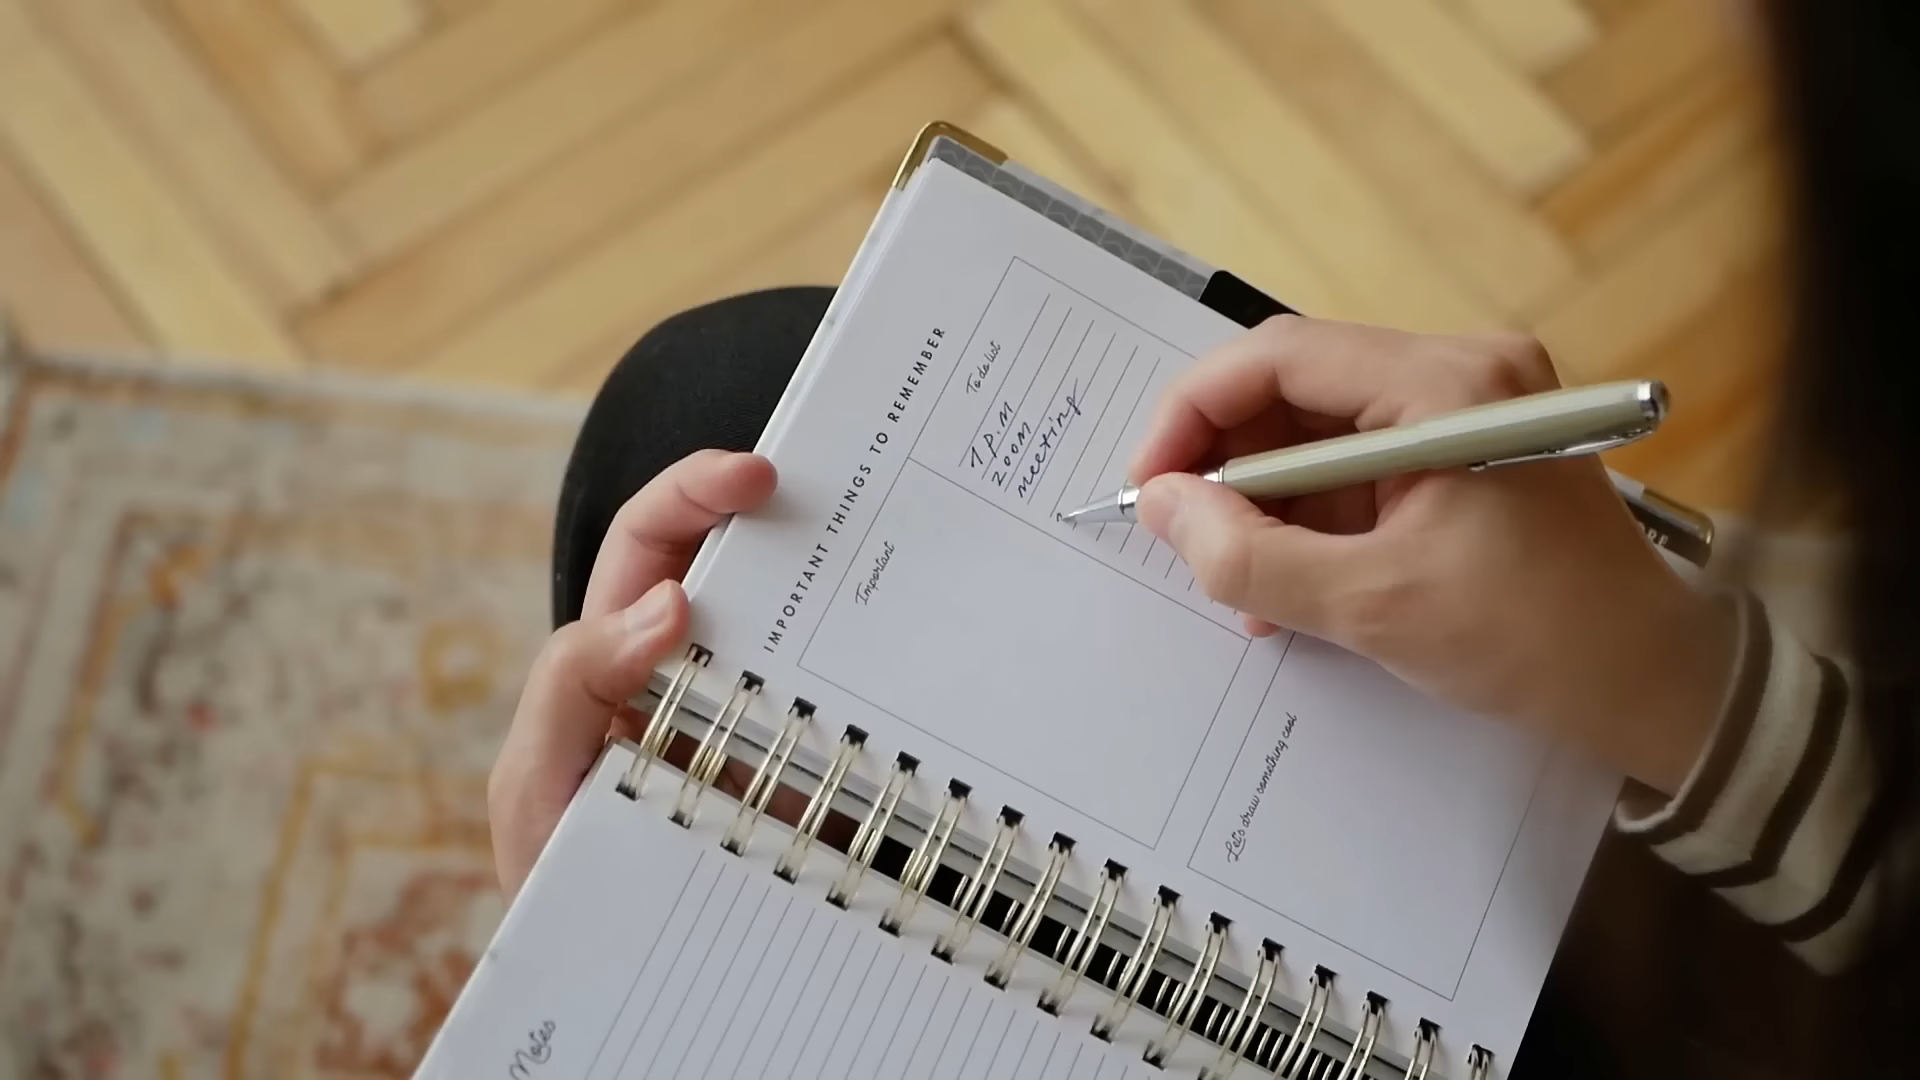 IMPORTANT THINGS TO REMEMBER
To do list
1 P.M
ZOOM
meeting
Important
Let's draw something cool
Notes